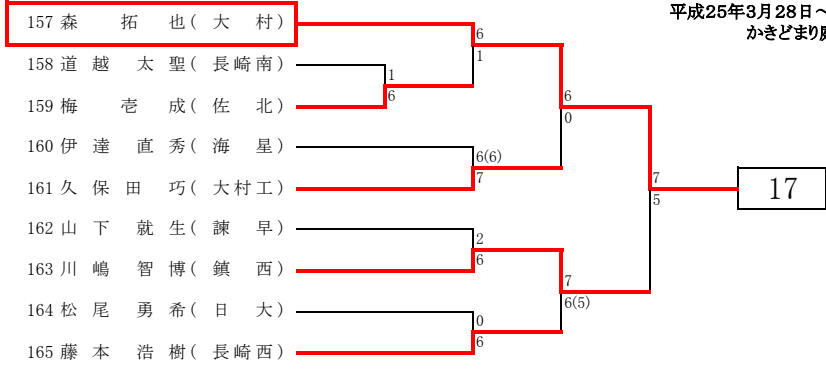 平成25年3月28日～
かきどまり
157 森 拓 也 ( 大 村 )
6
1
158 道 越 太 聖 ( 長 崎 南 )
1
6
159 梅 壱 成 ( 佐 北 )
6
0
160 伊 達 直 秀 ( 海 星 )
6(6)
7
161 久 保 田 巧 ( 大 村 工 )
7
5
17
162 山 下 就 生 ( 諫 早 )
2
6
163 川 嶋 智 博 ( 鎮 西 )
7
6(5)
164 松 尾 勇 希 ( 日 大 )
0
6
165 藤 本 浩 樹 ( 長 崎 西 )